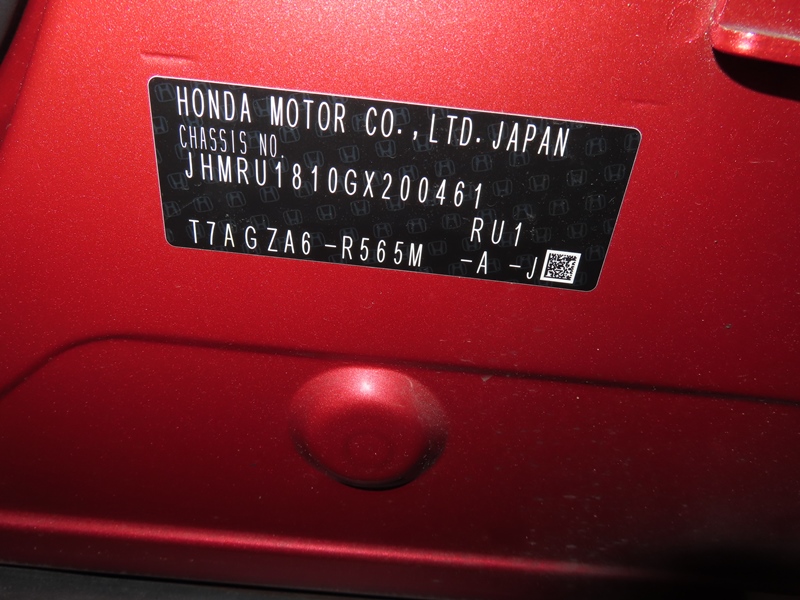 HONDA MOTOR CO.,LTD. JAPAN
CHASSIS NO.
JHMRU1810GX200461
RU1
T7AGZA6-R565M -A -J